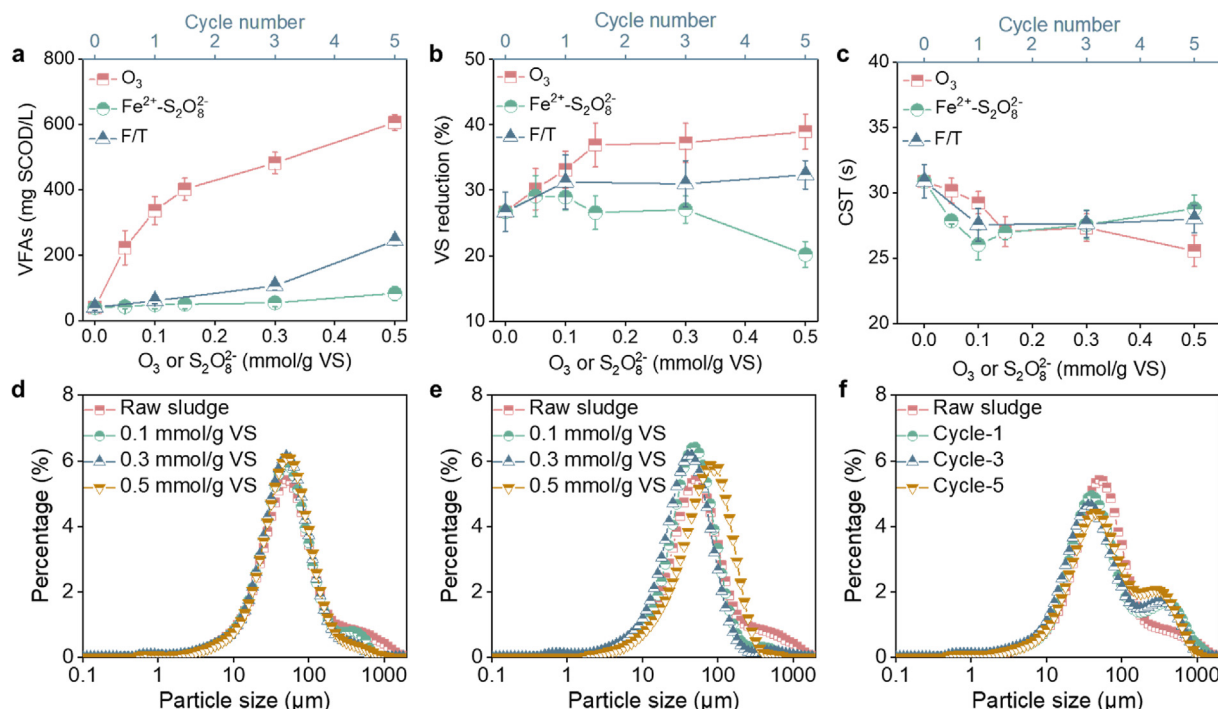 Cycle number
0 1 3 5
a
800
600
400
200
0
VFAs (mg SCOD/L)
O₃
Fe²⁺-S₂O₈²⁻
F/T
0.0 0.1 0.2 0.3 0.4 0.5
O₃ or S₂O₈²⁻ (mmol/g VS)
Cycle number
0 1 3 5
b
50
40
30
20
10
VS reduction (%)
O₃
Fe²⁺-S₂O₈²⁻
F/T
0.0 0.1 0.2 0.3 0.4 0.5
O₃ or S₂O₈²⁻ (mmol/g VS)
Cycle number
0 1 3 5
c
40
35
30
25
20
CST (s)
O₃
Fe²⁺-S₂O₈²⁻
F/T
0.0 0.1 0.2 0.3 0.4 0.5
O₃ or S₂O₈²⁻ (mmol/g VS)
d
8
6
4
2
0
Percentage (%)
Raw sludge
0.1 mmol/g VS
0.3 mmol/g VS
0.5 mmol/g VS
0.1 1 10 100 1000
Particle size (µm)
e
8
6
4
2
0
Percentage (%)
Raw sludge
0.1 mmol/g VS
0.3 mmol/g VS
0.5 mmol/g VS
0.1 1 10 100 1000
Particle size (µm)
f
8
6
4
2
0
Percentage (%)
Raw sludge
Cycle-1
Cycle-3
Cycle-5
0.1 1 10 100 1000
Particle size (µm)